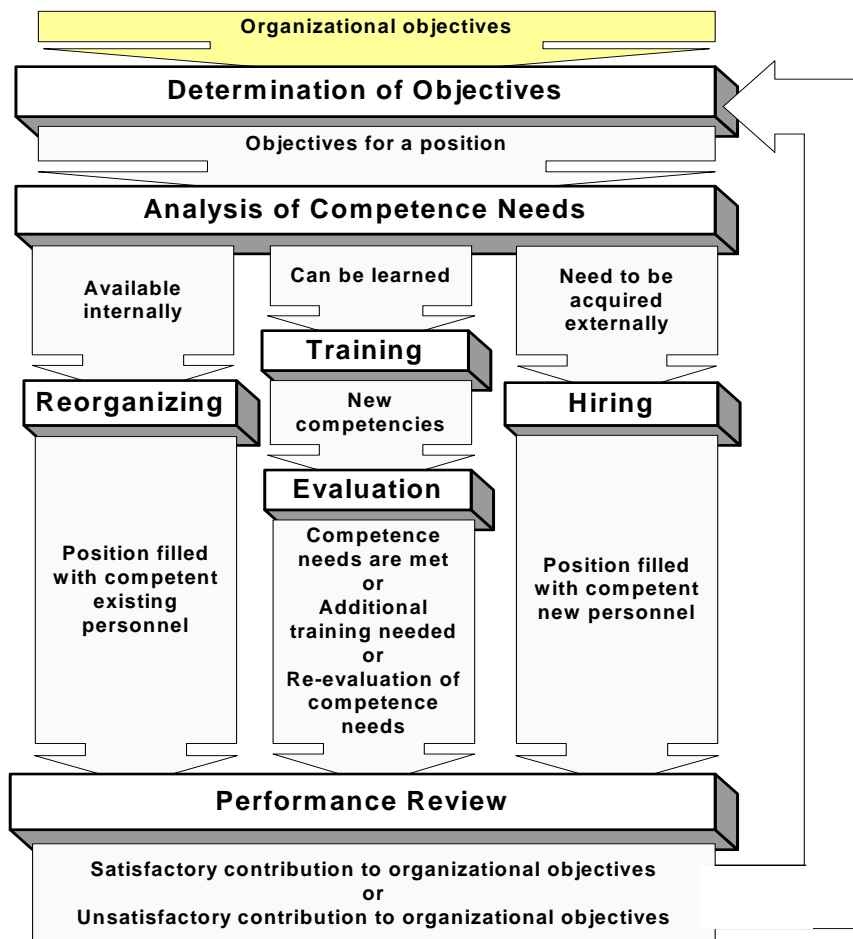 Organizational objectives
Determination of Objectives
Objectives for a position
Analysis of Competence Needs
Available
internally
Can be learned
Need to be
acquired
externally
Training
Reorganizing
New
competencies
Hiring
Evaluation
Position filled
with competent
existing
personnel
Competence
needs are met
or
Additional
training needed
or
Re-evaluation of
competence
needs
Position filled
with competent
new personnel
Performance Review
Satisfactory contribution to organizational objectives
or
Unsatisfactory contribution to organizational objectives